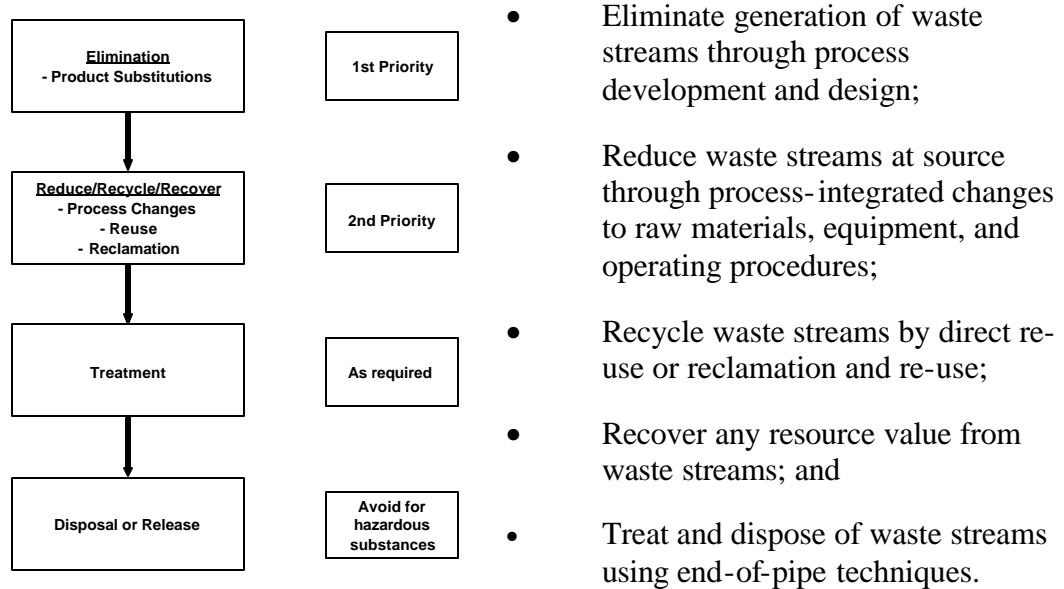 Elimination
- Product Substitutions
1st Priority
Reduce/Recycle/Recover
- Process Changes
- Reuse
- Reclamation
2nd Priority
Treatment
As required
Disposal or Release
Avoid for
hazardous
substances
• Eliminate generation of waste
streams through process
development and design;
• Reduce waste streams at source
through process-integrated changes
to raw materials, equipment, and
operating procedures;
• Recycle waste streams by direct re-
use or reclamation and re-use;
• Recover any resource value from
waste streams; and
• Treat and dispose of waste streams
using end-of-pipe techniques.